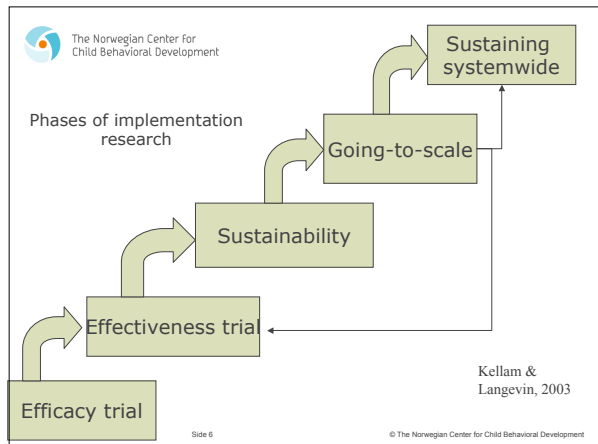 The Norwegian Center for
Child Behavioral Development
Sustaining
systemwide
Phases of implementation
research
Going-to-scale
Sustainability
Effectiveness trial
Kellam &
Langevin, 2003
Efficacy trial
Side 6
© The Norwegian Center for Child Behavioral Development